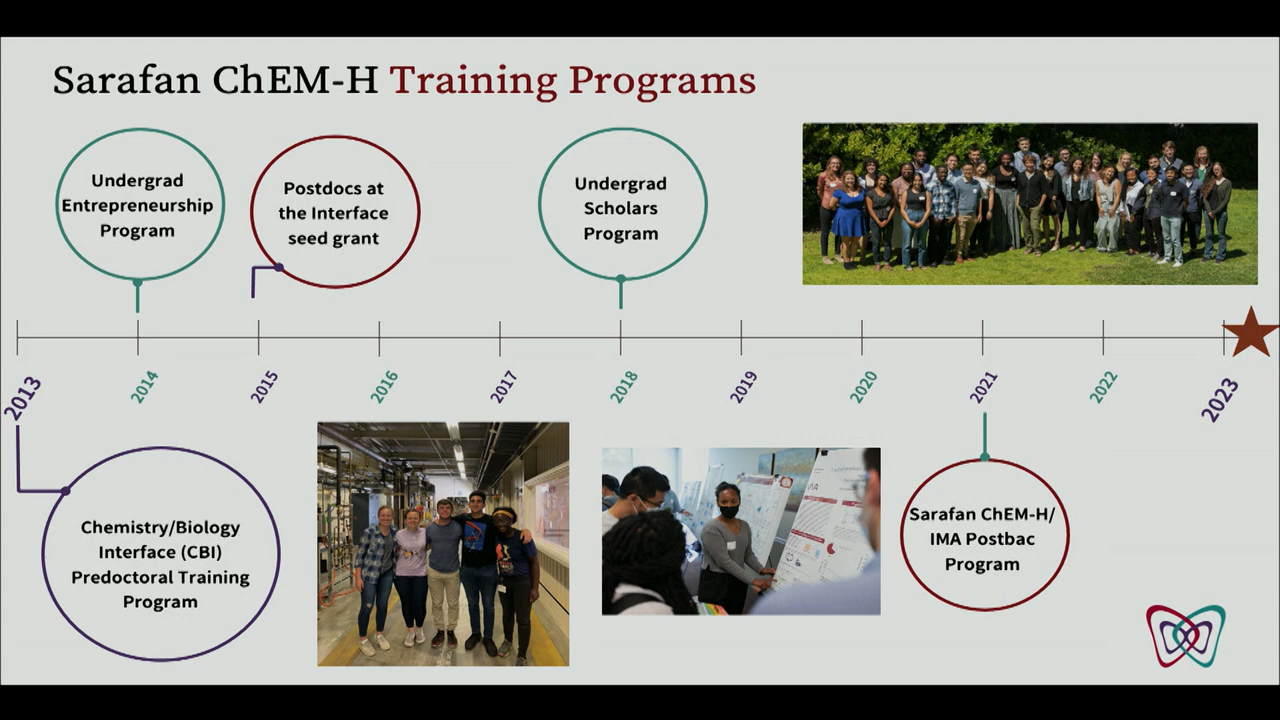 Sarafan ChEM-H Training Programs
Undergrad
Entrepreneurship
Program
Postdocs at
the Interface
seed grant
Undergrad
Scholars
Program
2013
2014
2015
2016
2017
2018
2019
2020
2021
2022
2023
Chemistry/Biology
Interface (CBI)
Predoctoral Training
Program
Sarafan ChEM-H/
IMA Postbac
Program